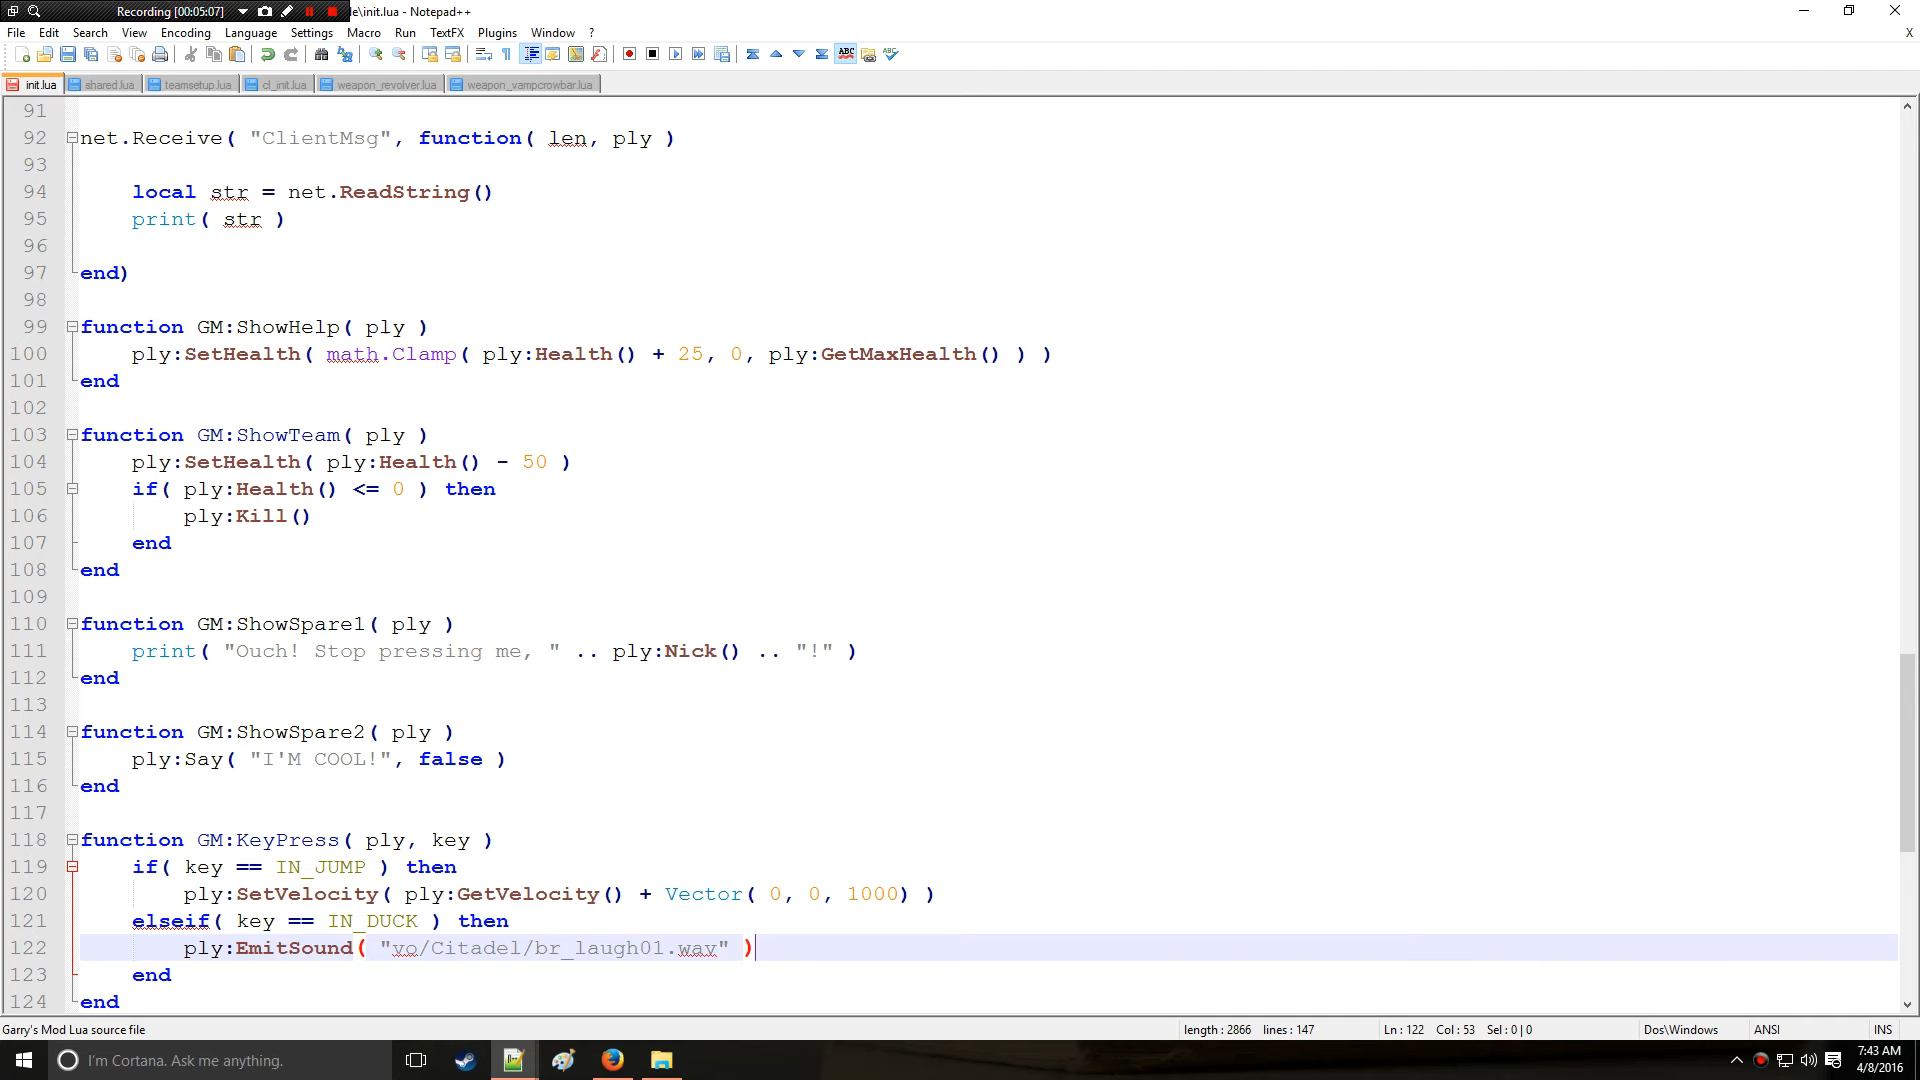 Recording [00:05:07] le\init.lua - Notepad++
File Edit Search View Encoding Language Settings Macro Run TextFX Plugins Window ? X
init.lua shared.lua teamsetup.lua cl_init.lua weapon_revolver.lua weapon_vampcrowbar.lua
91
92 net.Receive( "ClientMsg", function( len, ply )
93
94 local str = net.ReadString()
95 print( str )
96
97 end)
98
99 function GM:ShowHelp( ply )
100 ply:SetHealth( math.Clamp( ply:Health() + 25, 0, ply:GetMaxHealth() ) )
101 end
102
103 function GM:ShowTeam( ply )
104 ply:SetHealth( ply:Health() - 50 )
105 if( ply:Health() <= 0 ) then
106 ply:Kill()
107 end
108 end
109
110 function GM:ShowSpare1( ply )
111 print( "Ouch! Stop pressing me, " .. ply:Nick() .. "!" )
112 end
113
114 function GM:ShowSpare2( ply )
115 ply:Say( "I'M COOL!", false )
116 end
117
118 function GM:KeyPress( ply, key )
119 if( key == IN_JUMP ) then
120 ply:SetVelocity( ply:GetVelocity() + Vector( 0, 0, 1000) )
121 elseif( key == IN_DUCK ) then
122 ply:EmitSound( "vo/Citadel/br_laugh01.wav" )
123 end
124 end
Garry's Mod Lua source file length : 2866 lines : 147 Ln : 122 Col : 53 Sel : 0 | 0 Dos\Windows ANSI INS
I'm Cortana. Ask me anything. 7:43 AM
4/8/2016